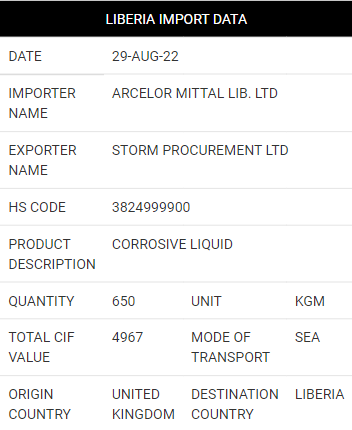 LIBERIA IMPORT DATA
DATE 29-AUG-22
IMPORTER NAME ARCELOR MITTAL LIB. LTD
EXPORTER NAME STORM PROCUREMENT LTD
HS CODE 3824999900
PRODUCT DESCRIPTION CORROSIVE LIQUID
QUANTITY 650 UNIT KGM
TOTAL CIF VALUE 4967 MODE OF TRANSPORT SEA
ORIGIN COUNTRY UNITED KINGDOM DESTINATION COUNTRY LIBERIA